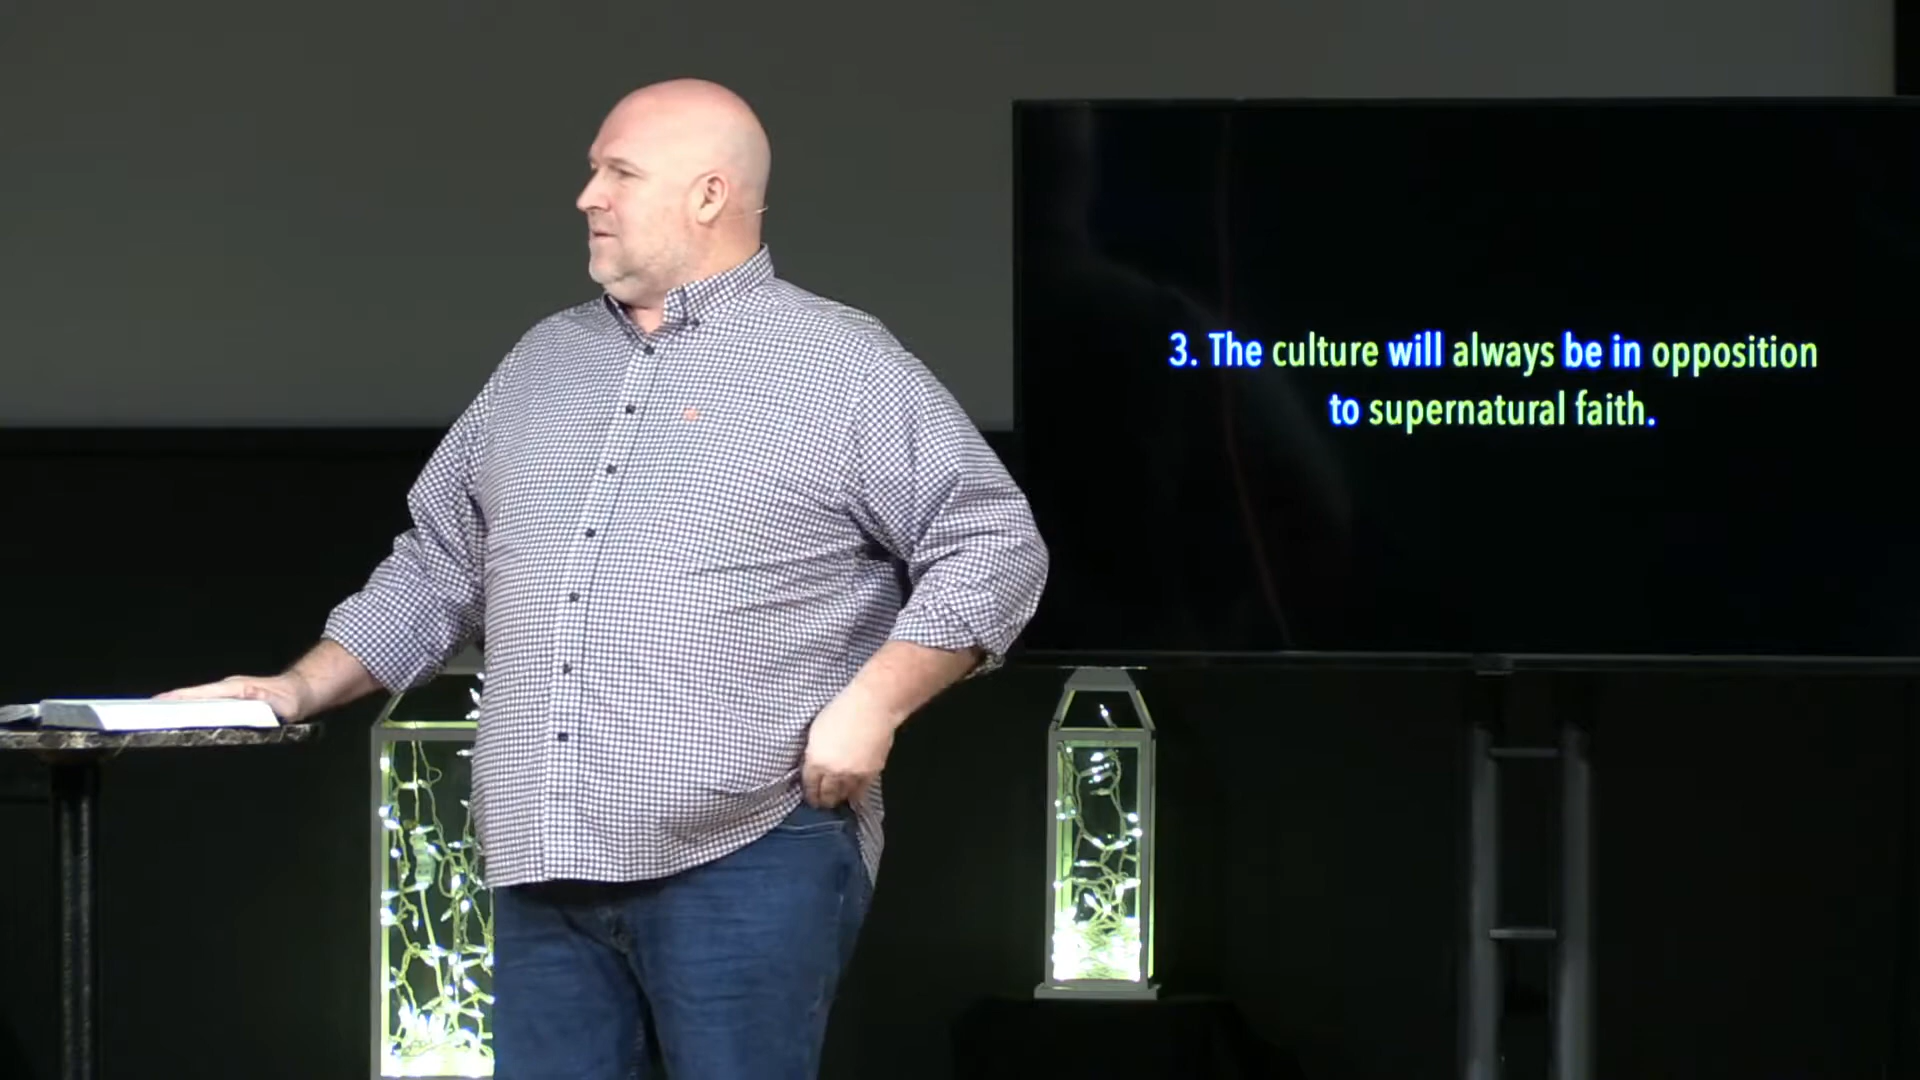 3. The culture will always be in opposition
to supernatural faith.